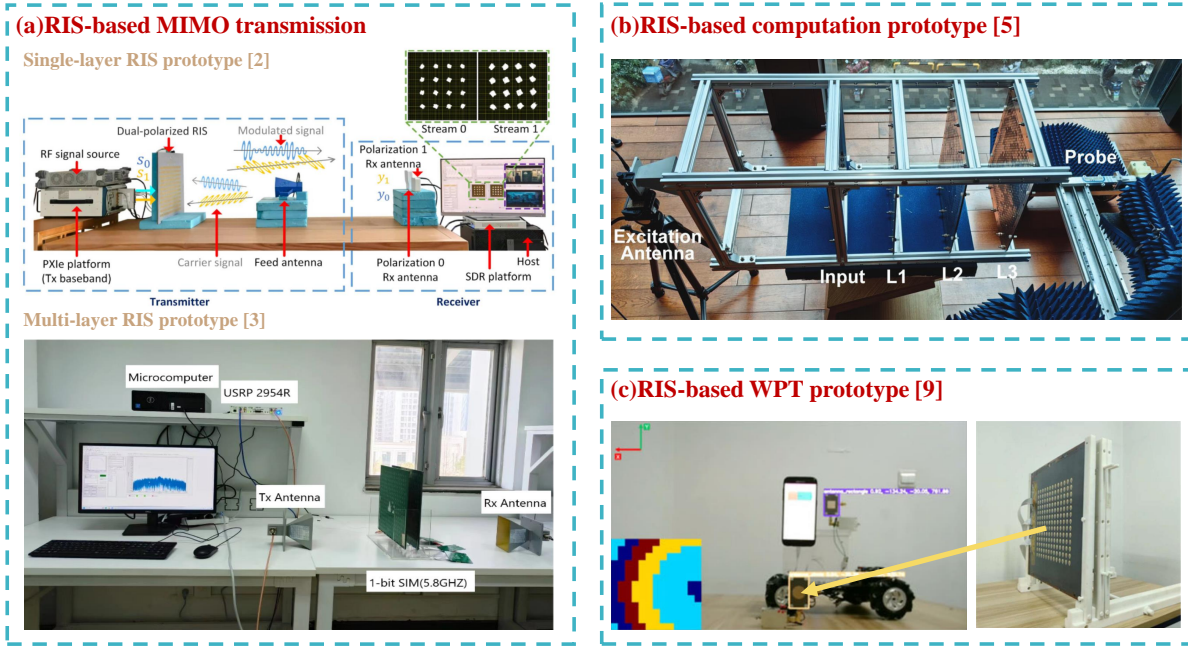 (a)RIS-based MIMO transmission
Single-layer RIS prototype [2]
Stream 0
Stream 1
Dual-polarized RIS
Modulated signal
RF signal source
Polarization 1
Rx antenna
s0
s1
y1
y0
PXIe platform
(Tx baseband)
Carrier signal
Feed antenna
Polarization 0
Rx antenna
Host
SDR platform
Transmitter
Receiver
Multi-layer RIS prototype [3]
Microcomputer
USRP 2954R
Tx Antenna
Rx Antenna
1-bit SIM(5.8GHZ)
(b)RIS-based computation prototype [5]
Probe
Excitation
Antenna
Input
L1
L2
L3
(c)RIS-based WPT prototype [9]
Y
X